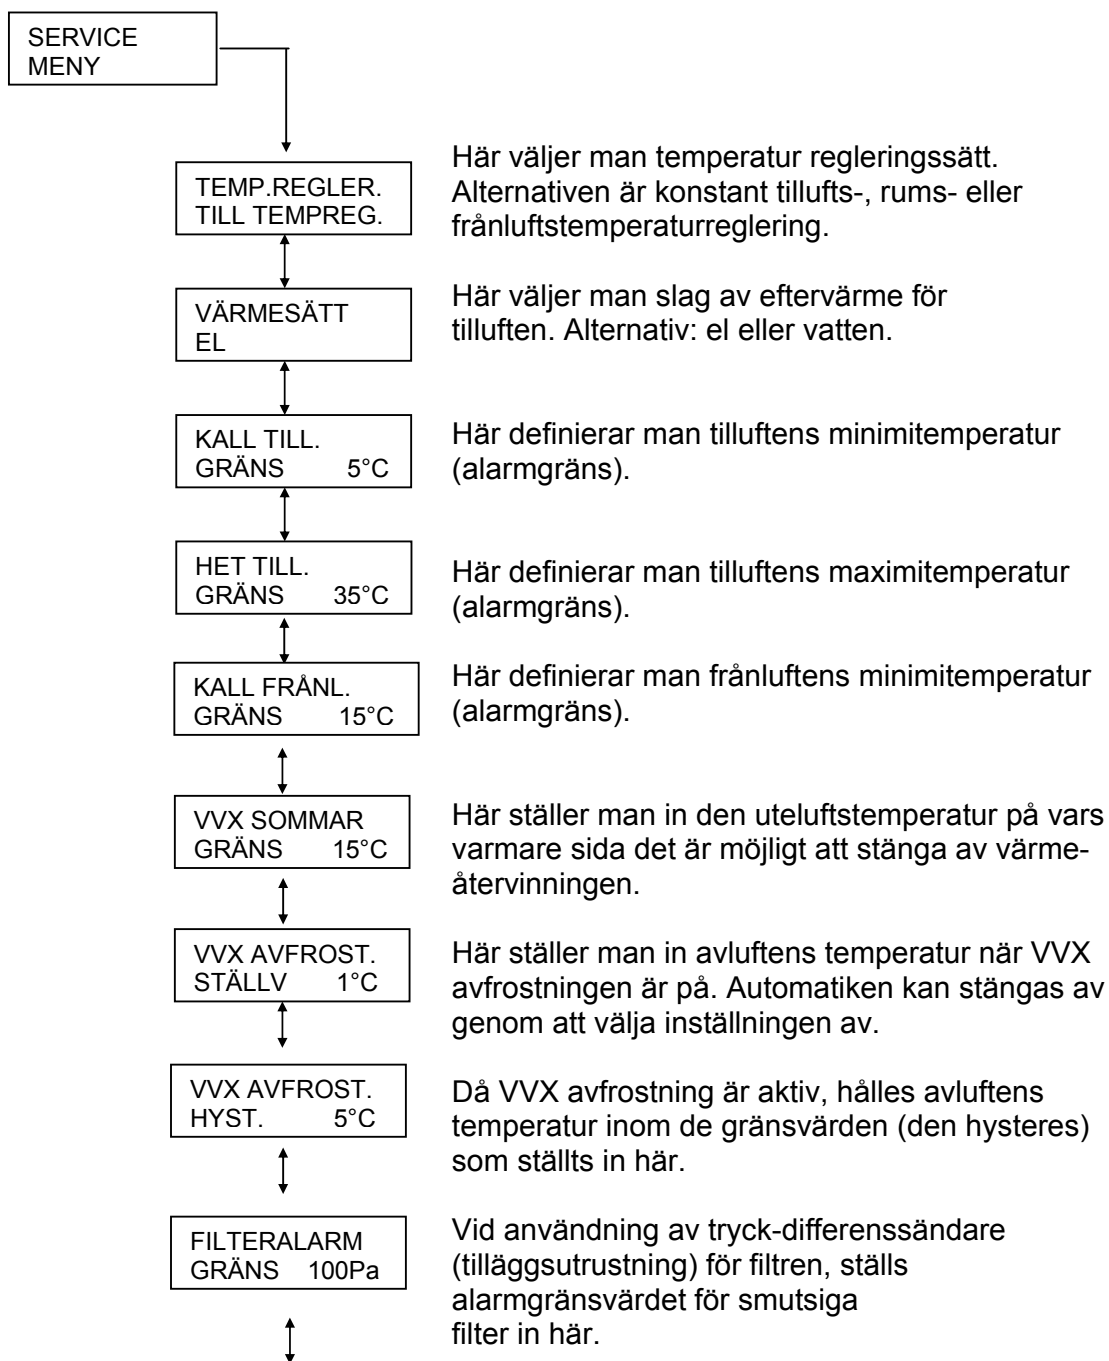 SERVICE
MENY
TEMP.REGLER.
TILL TEMPREG.
Här väljer man temperatur regleringssätt.
Alternativen är konstant tillufts-, rums- eller
frånluftstemperaturreglering.
VÄRMESÄTT
EL
Här väljer man slag av eftervärme för
tilluften. Alternativ: el eller vatten.
KALL TILL.
GRÄNS 5°C
Här definierar man tilluftens minimitemperatur
(alarmgräns).
HET TILL.
GRÄNS 35°C
Här definierar man tilluftens maximitemperatur
(alarmgräns).
KALL FRÅNL.
GRÄNS 15°C
Här definierar man frånluftens minimitemperatur
(alarmgräns).
VVX SOMMAR
GRÄNS 15°C
Här ställer man in den uteluftstemperatur på vars
varmare sida det är möjligt att stänga av värme-
återvinningen.
VVX AVFROST.
STÄLLV 1°C
Här ställer man in avluftens temperatur när VVX
avfrostningen är på. Automatiken kan stängas av
genom att välja inställningen av.
VVX AVFROST.
HYST. 5°C
Då VVX avfrostning är aktiv, hålles avluftens
temperatur inom de gränsvärden (den hysteres)
som ställts in här.
FILTERALARM
GRÄNS 100Pa
Vid användning av tryck-differenssändare
(tilläggsutrustning) för filtren, ställs
alarmgränsvärdet för smutsiga
filter in här.